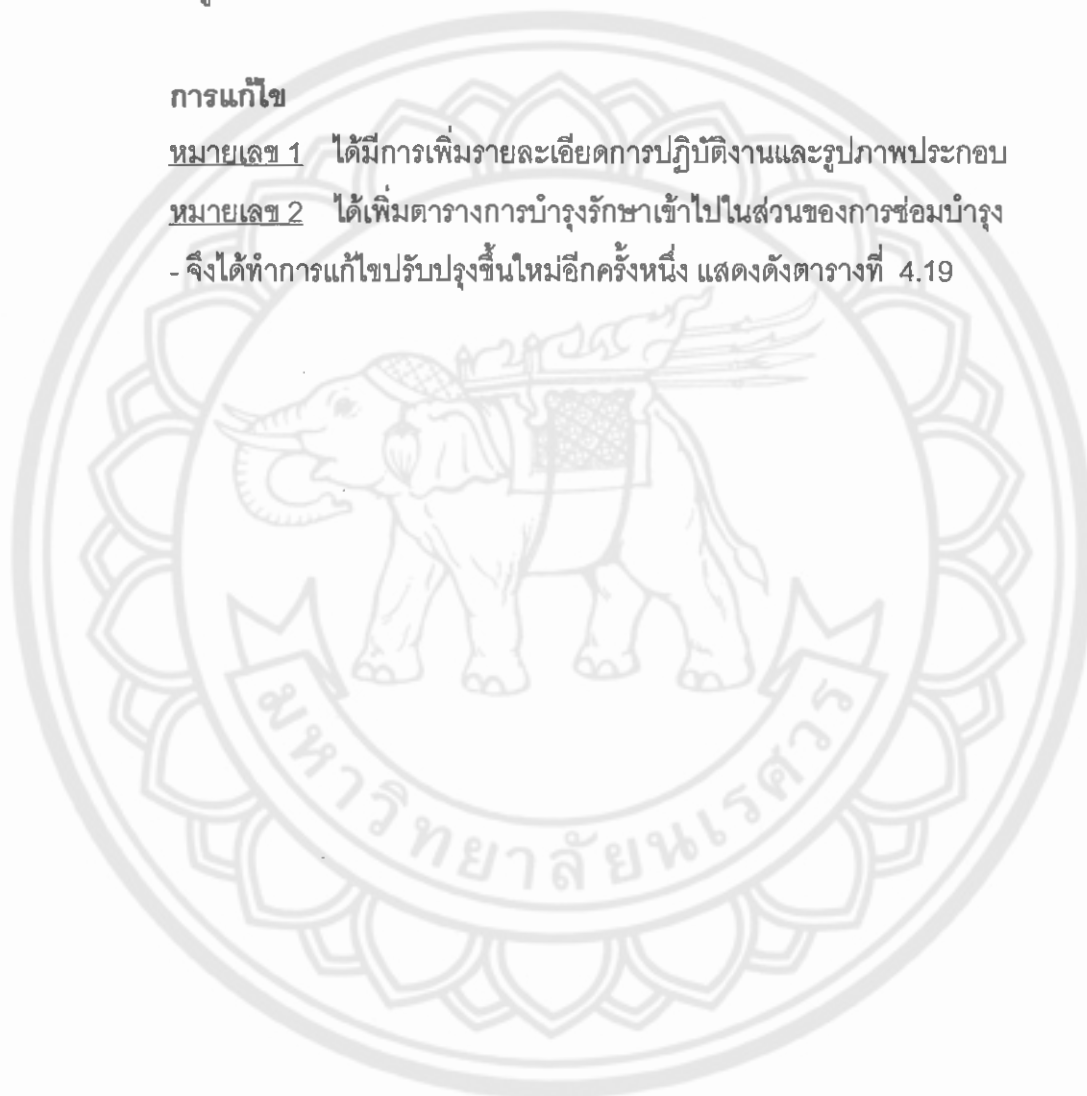 การแก้ไข
หมายเลข 1 ได้มีการเพิ่มรายละเอียดการปฏิบัติงานและรูปภาพประกอบ
หมายเลข 2 ได้เพิ่มตารางการบำรุงรักษาเข้าไปในส่วนของการซ่อมบำรุง
- จึงได้ทำการแก้ไขปรับปรุงขึ้นใหม่อีกครั้งหนึ่ง แสดงดังตารางที่ 4.19
มหาวิทยาลัยนเรศวร